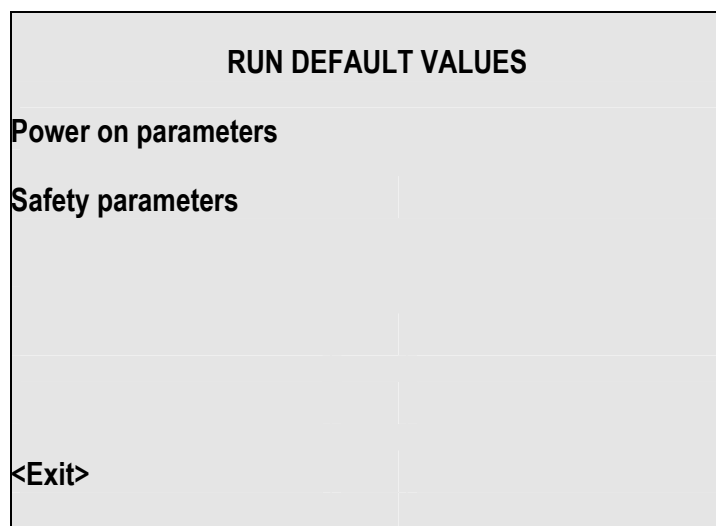 RUN DEFAULT VALUES
Power on parameters
Safety parameters
<Exit>